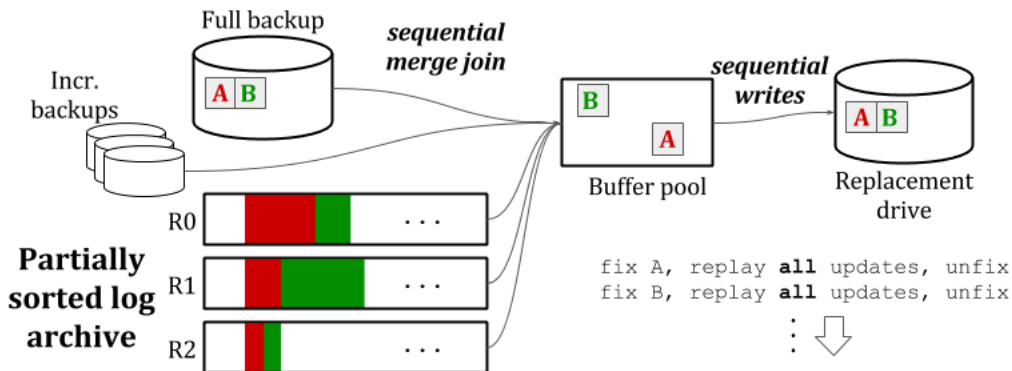 Full backup
sequential
merge join
Incr.
backups
A B
B
A
sequential
writes
A B
Buffer pool
Replacement
drive
Partially
sorted log
archive
R0
. . .
R1
. . .
R2
. . .
fix A, replay all updates, unfix
fix B, replay all updates, unfix